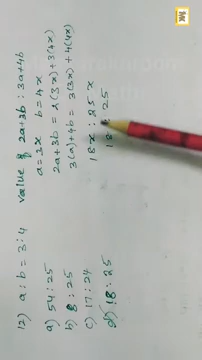 12) a : b = 3 : 4 value of 2a+3b : 3a+4b
a) 54 : 25
b) 8 : 25
c) 17 : 24
d) 18 : 25
a = 3x b = 4x
2a+3b = 2(3x)+3(4x)
3(a)+4b = 3(3x)+4(4x)
18x : 25x
18 : 25